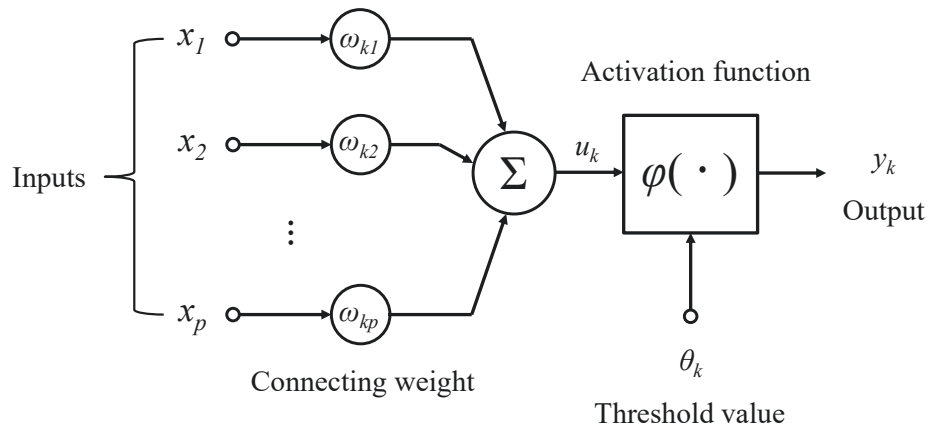 x1 ωk1
Activation function
x2 ωk2
Inputs
Σ uk φ( · ) yk
Output
⋮
xp ωkp
θk
Connecting weight
Threshold value